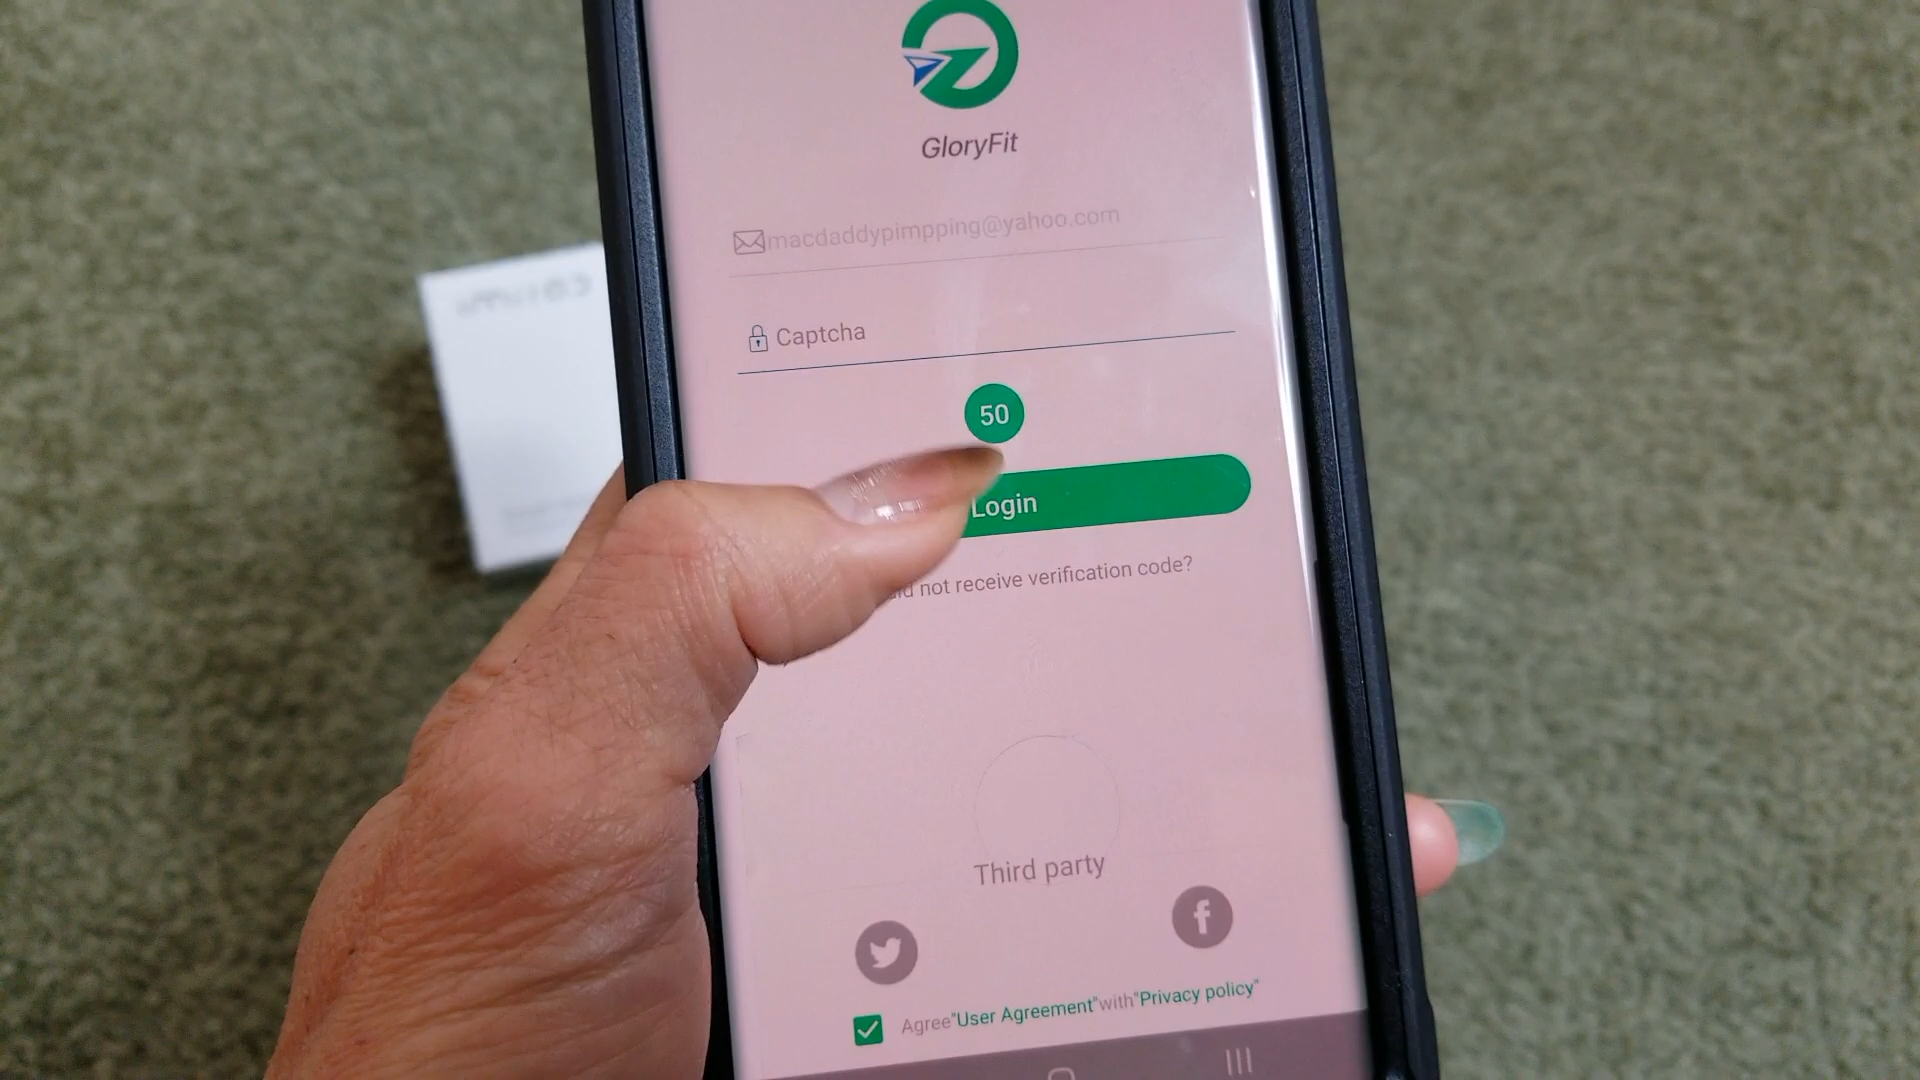 GloryFit
macdaddypimpping@yahoo.com
Captcha
50
Login
not receive verification code?
Third party
Agree"User Agreement"with"Privacy policy"